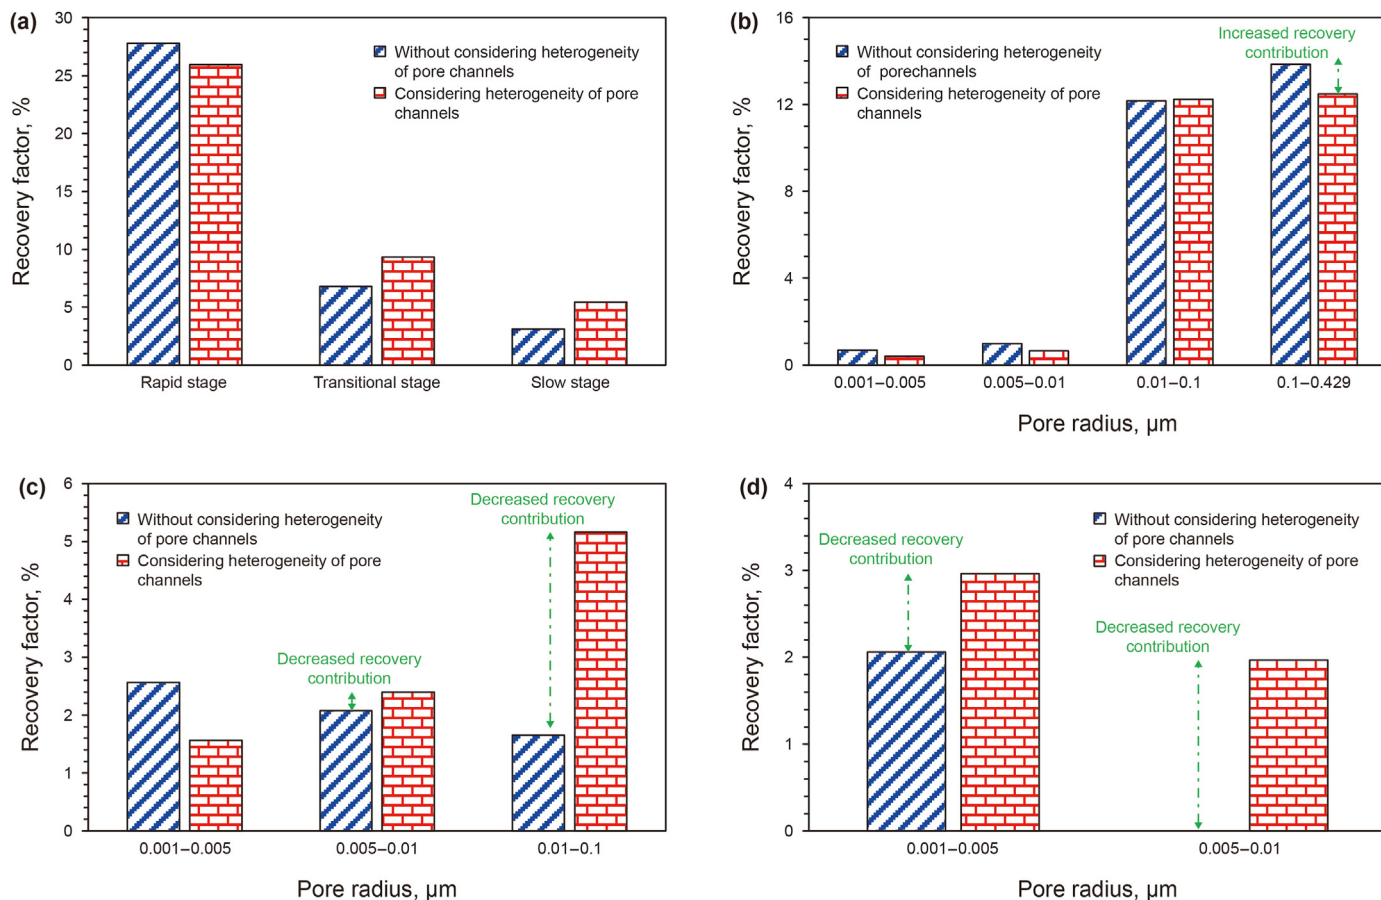 (a)
30
25
20
15
10
5
0
Recovery factor, %
Without considering heterogeneity
of pore channels
Considering heterogeneity of pore
channels
Rapid stage
Transitional stage
Slow stage
(b)
16
12
8
4
0
Recovery factor, %
Without considering heterogeneity
of porechannels
Considering heterogeneity of pore
channels
Increased recovery
contribution
0.001–0.005
0.005–0.01
0.01–0.1
0.1–0.429
Pore radius, µm
(c)
6
5
4
3
2
1
0
Recovery factor, %
Without considering heterogeneity
of pore channels
Considering heterogeneity of pore
channels
Decreased recovery
contribution
Decreased recovery
contribution
0.001–0.005
0.005–0.01
0.01–0.1
Pore radius, µm
(d)
4
3
2
1
0
Recovery factor, %
Without considering heterogeneity
of pore channels
Considering heterogeneity of pore
channels
Decreased recovery
contribution
Decreased recovery
contribution
0.001–0.005
0.005–0.01
Pore radius, µm